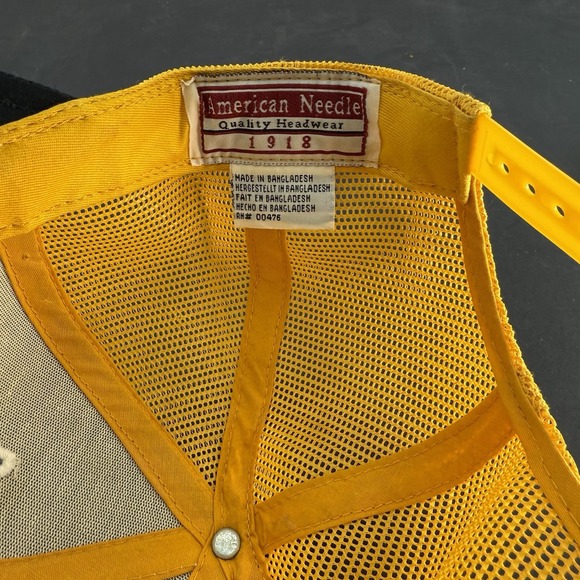 American Needle
Quality Headwear
1918
MADE IN BANGLADESH
HERGESTELLT IN BANGLADESH
FAIT EN BANGLADESH
HECHO EN BANGLADESH
RN# 00476